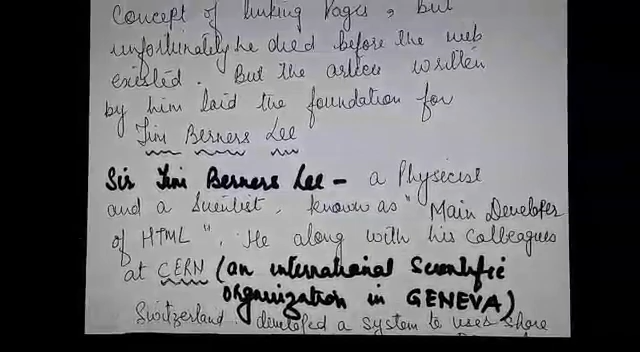 Concept of linking Pages, but
unfortunately he died before the web
existed. But the article written
by him laid the foundation for
Tim Berners Lee
Sir Tim Berners Lee - a Physicist
and a Scientist, known as "Main Developer
of HTML". He along with his Colleagues
at CERN (an international Scientific
Organization in GENEVA)
Switzerland. developed a system to uses share